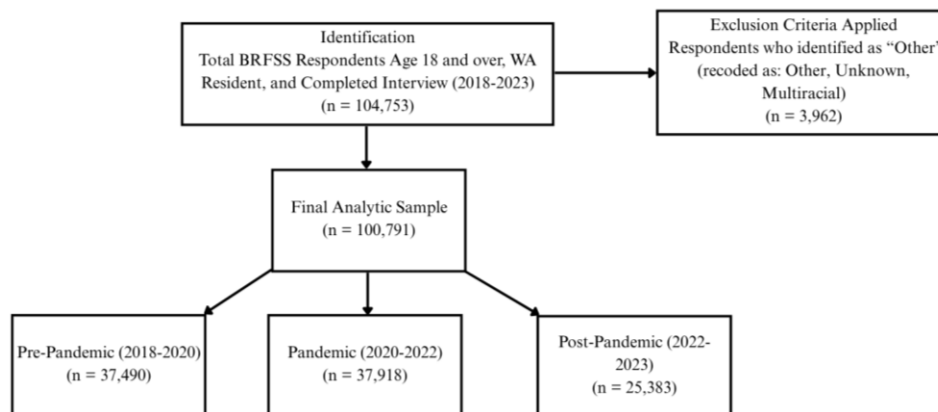 Identification
Total BRFSS Respondents Age 18 and over, WA
Resident, and Completed Interview (2018-2023)
(n = 104,753)
Exclusion Criteria Applied
Respondents who identified as “Other”
(recoded as: Other, Unknown,
Multiracial)
(n = 3,962)
Final Analytic Sample
(n = 100,791)
Pre-Pandemic (2018-2020)
(n = 37,490)
Pandemic (2020-2022)
(n = 37,918)
Post-Pandemic (2022-
2023)
(n = 25,383)